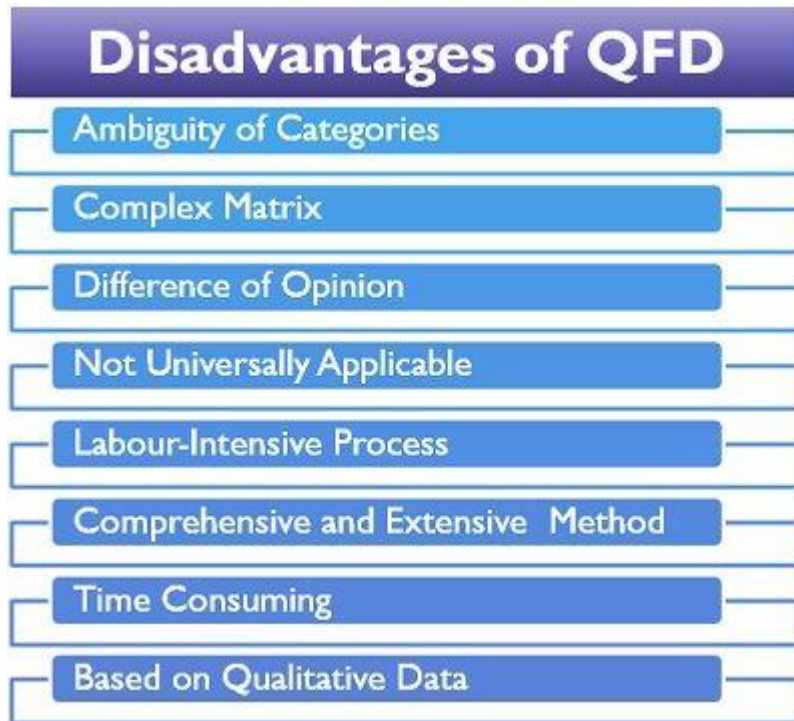 Disadvantages of QFD
Ambiguity of Categories
Complex Matrix
Difference of Opinion
Not Universally Applicable
Labour-Intensive Process
Comprehensive and Extensive Method
Time Consuming
Based on Qualitative Data